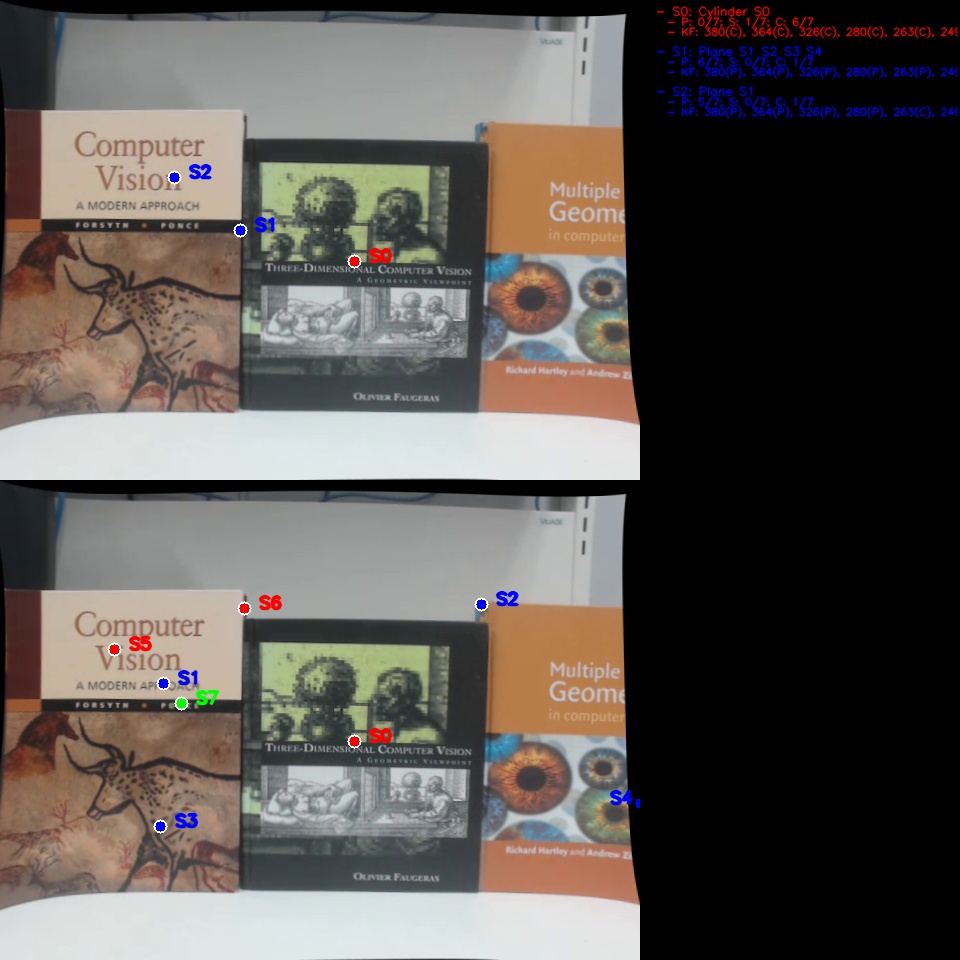 - S0: Cylinder S0
- P: 0/7; S: 1/7; C: 6/7
- KF: 380(C), 364(C), 326(C), 280(C), 263(C), 249
- S1: Plane S1 S2 S3 S4
- P: 6/7; S: 0/7; C: 1/7
- KF: 380(P), 364(P), 326(P), 280(P), 263(P), 249
- S2: Plane S1
- P: 5/7; S: 0/7; C: 1/7
- KF: 380(P), 364(P), 326(P), 280(P), 263(C), 249
Computer
Vision
A MODERN APPROACH
FORSYTH PONCE
S2
S1
S0
THREE-DIMENSIONAL COMPUTER VISION
A GEOMETRIC VIEWPOINT
OLIVIER FAUGERAS
Multiple
Geome
in computer
Richard Hartley and Andrew Zi
S6
S2
Computer
S5
Vision
S1
A MODERN APPROACH
S7
FORSYTH PONCE
S0
THREE-DIMENSIONAL COMPUTER VISION
A GEOMETRIC VIEWPOINT
S3
OLIVIER FAUGERAS
Multiple
Geome
in computer
S4
Richard Hartley and Andrew Zi